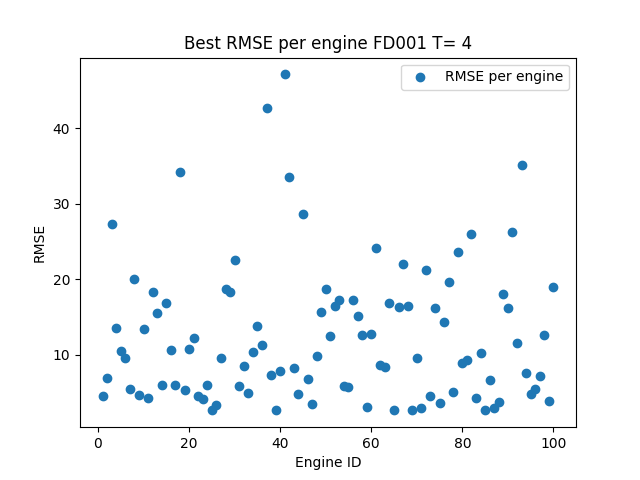 Best RMSE per engine FD001 T= 4
RMSE per engine
40
30
20
10
RMSE
0 20 40 60 80 100
Engine ID